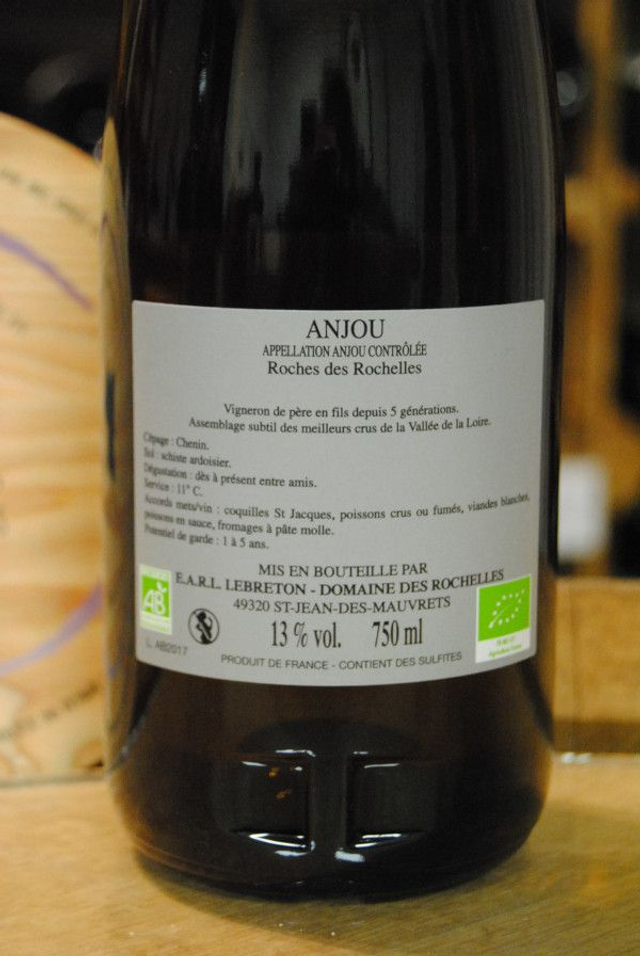 ANJOU
APPELLATION ANJOU CONTRÔLÉE
Roches des Rochelles
Vigneron de père en fils depuis 5 générations.
Assemblage subtil des meilleurs crus de la Vallée de la Loire.
Cépage : Chenin.
Sol : schiste ardoisier.
Dégustation : dès à présent entre amis.
Service : 11° C.
Accords mets/vin : coquilles St Jacques, poissons crus ou fumés, viandes blanches,
poissons en sauce, fromages à pâte molle.
Potentiel de garde : 1 à 5 ans.
MIS EN BOUTEILLE PAR
E.A.R.L. LEBRETON - DOMAINE DES ROCHELLES
49320 ST-JEAN-DES-MAUVRETS
AB
13 % vol. 750 ml
L. AB2017
PRODUIT DE FRANCE - CONTIENT DES SULFITES